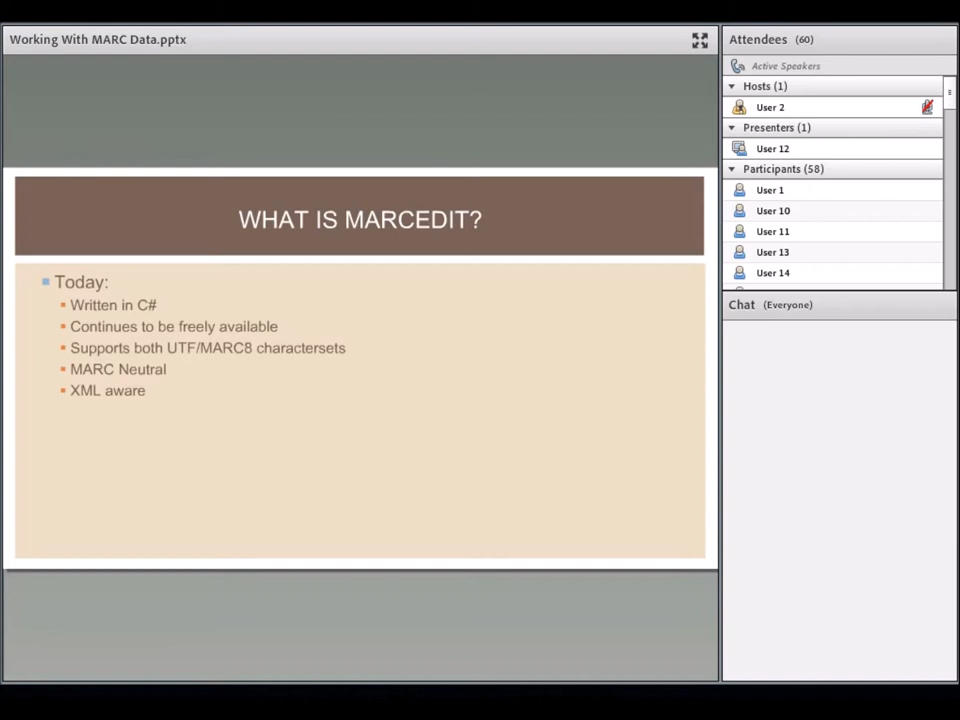 Working With MARC Data.pptx
WHAT IS MARCEDIT?
Today:
Written in C#
Continues to be freely available
Supports both UTF/MARC8 charactersets
MARC Neutral
XML aware
Attendees (60)
Active Speakers
Hosts (1)
User 2
Presenters (1)
User 12
Participants (58)
User 1
User 10
User 11
User 13
User 14
Chat (Everyone)